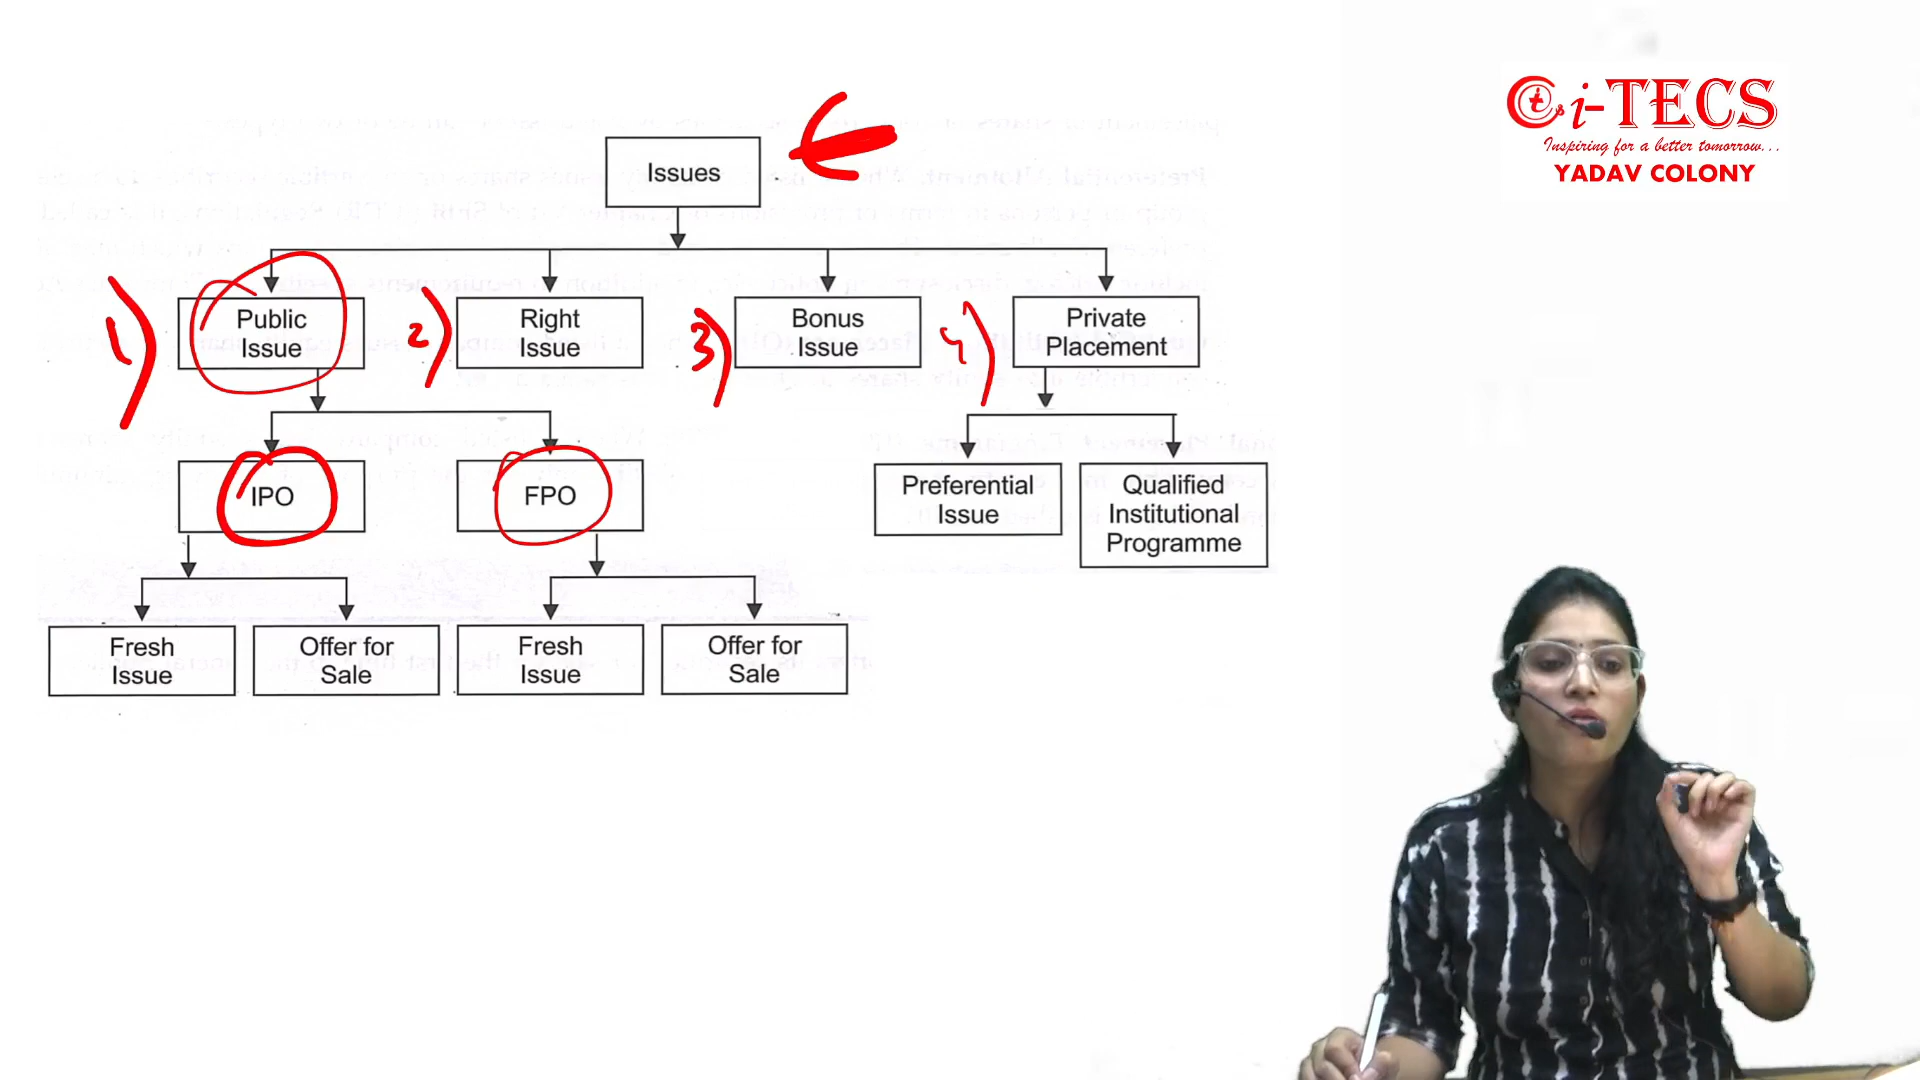 i-TECS
Inspiring for a better tomorrow...
YADAV COLONY
Issues
1)
Public
Issue
2)
Right
Issue
3)
Bonus
Issue
4)
Private
Placement
IPO
FPO
Preferential
Issue
Qualified
Institutional
Programme
Fresh
Issue
Offer for
Sale
Fresh
Issue
Offer for
Sale